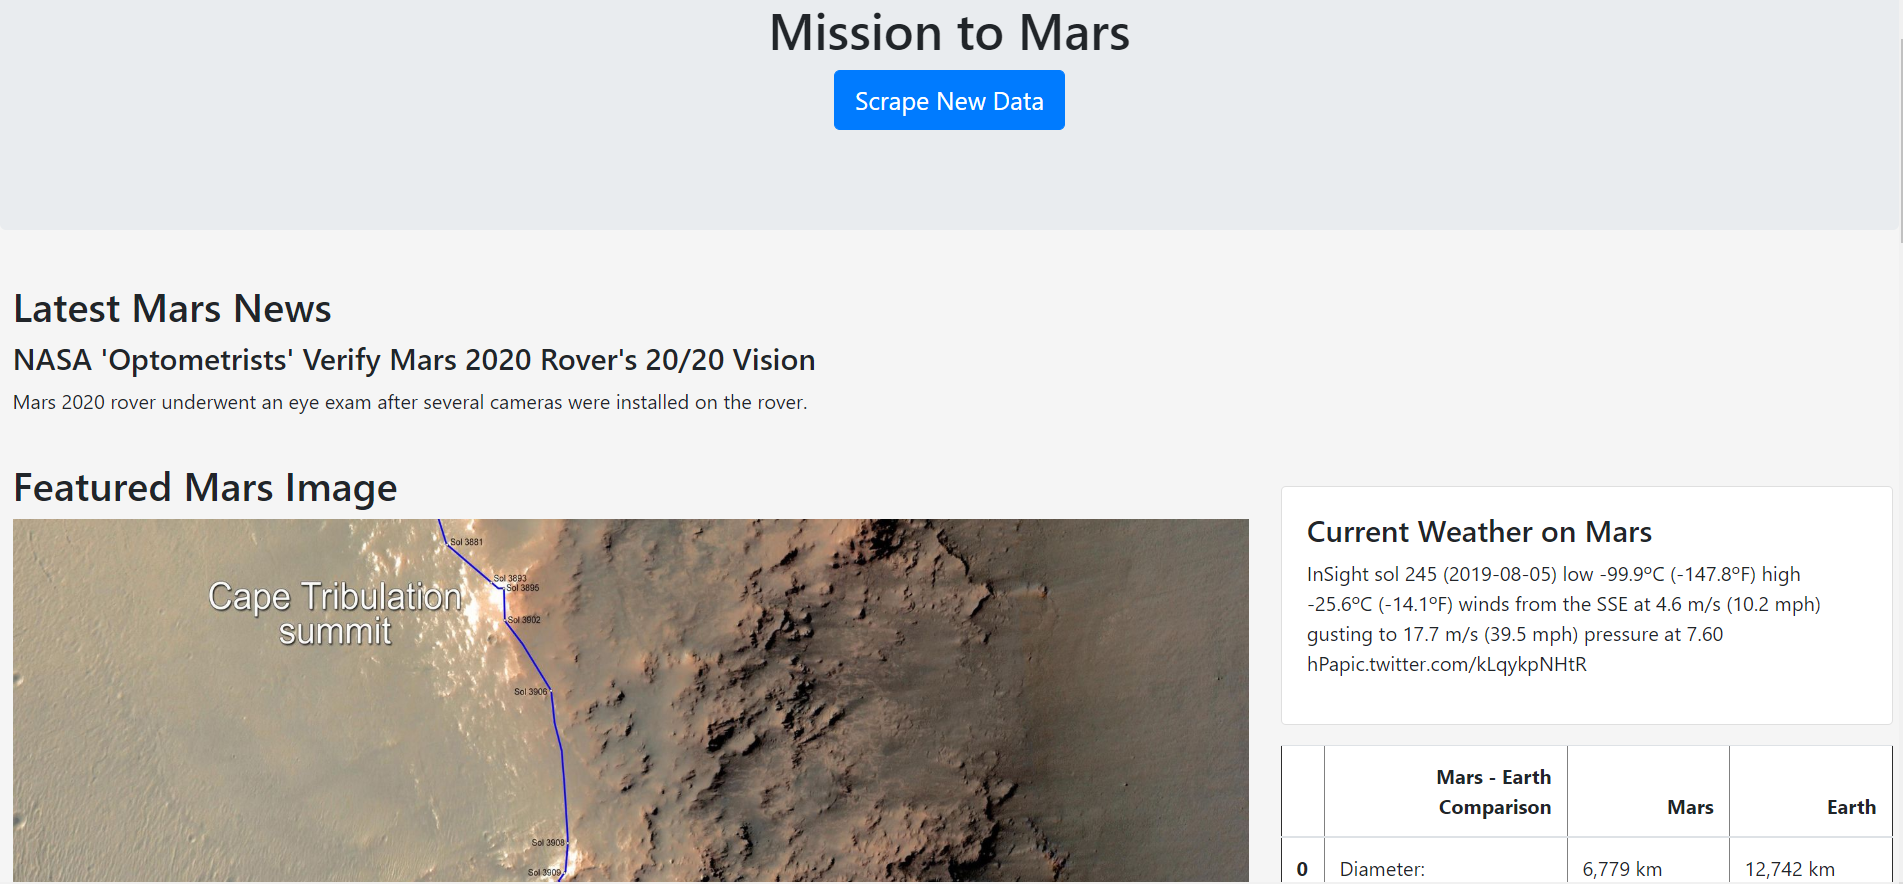 Mission to Mars
Scrape New Data
Latest Mars News
NASA 'Optometrists' Verify Mars 2020 Rover's 20/20 Vision
Mars 2020 rover underwent an eye exam after several cameras were installed on the rover.
Featured Mars Image
Sol 3881
Sol 3893
Sol 3895
Cape Tribulation
summit
Sol 3902
Sol 3906
Sol 3908
Sol 3909
Current Weather on Mars
InSight sol 245 (2019-08-05) low -99.9ºC (-147.8ºF) high
-25.6ºC (-14.1ºF) winds from the SSE at 4.6 m/s (10.2 mph)
gusting to 17.7 m/s (39.5 mph) pressure at 7.60
hPapic.twitter.com/kLqykpNHtR
Mars - Earth
Comparison Mars Earth
0 Diameter: 6,779 km 12,742 km